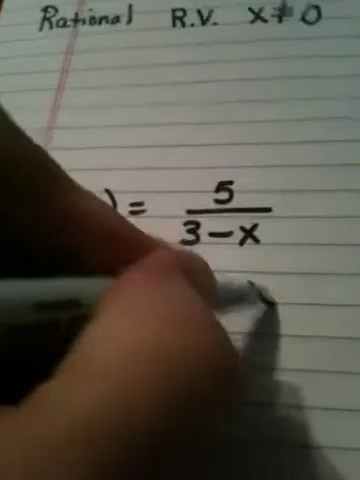 Rational R.V. x ≠ 0
) = 5
3 - x